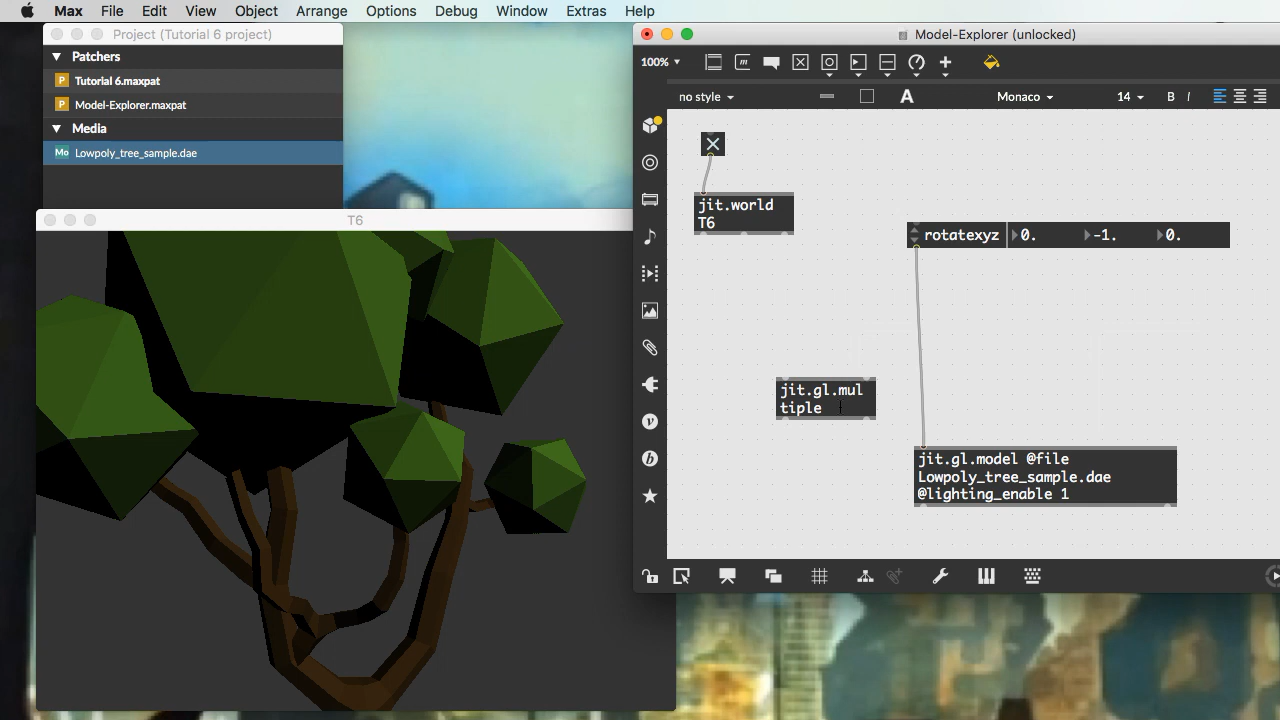 Max File Edit View Object Arrange Options Debug Window Extras Help
Project (Tutorial 6 project)
Patchers
P Tutorial 6.maxpat
P Model-Explorer.maxpat
Media
Mo Lowpoly_tree_sample.dae
T6
Model-Explorer (unlocked)
100%
no style
A
Monaco
14
B I
jit.world
T6
rotatexyz 0. -1. 0.
jit.gl.mul
tiple
jit.gl.model @file
Lowpoly_tree_sample.dae
@lighting_enable 1